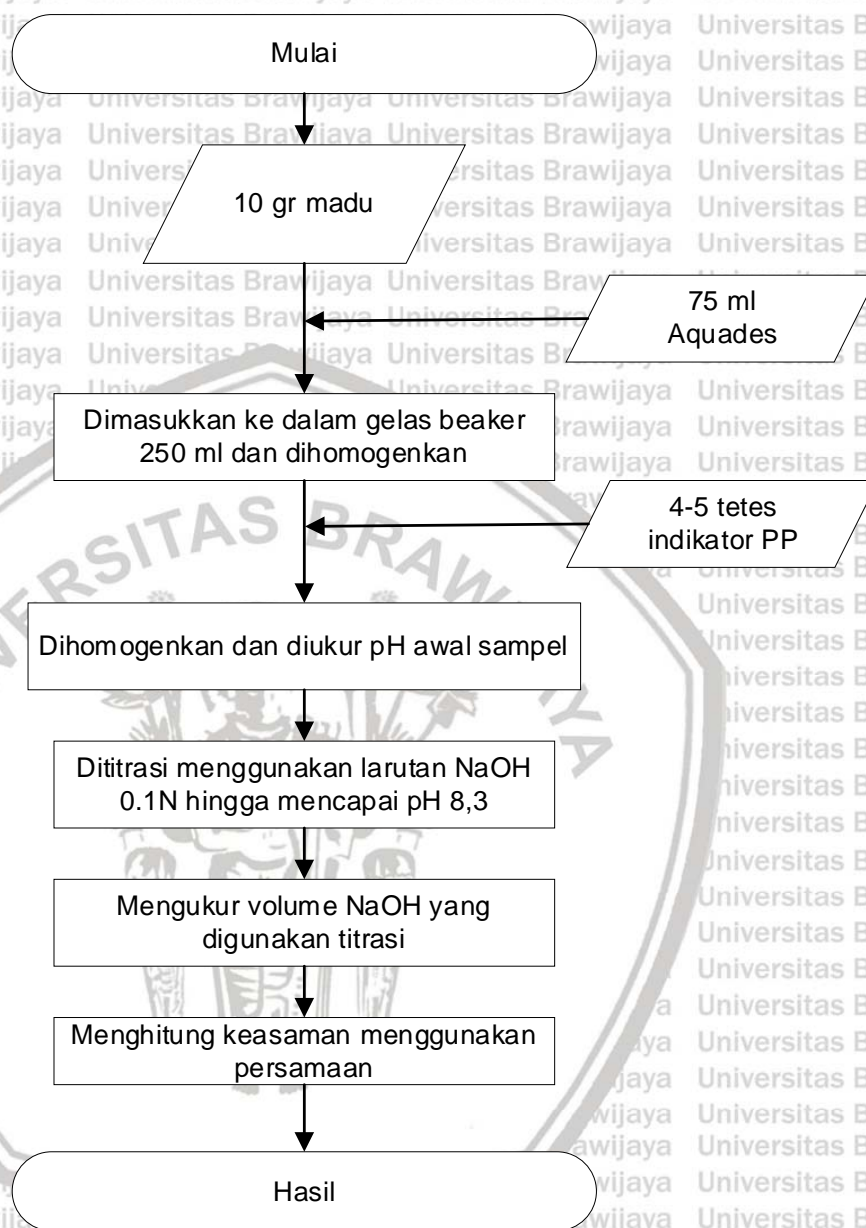 Mulai
10 gr madu
75 ml
Aquades
Dimasukkan ke dalam gelas beaker
250 ml dan dihomogenkan
4-5 tetes
indikator PP
Dihomogenkan dan diukur pH awal sampel
Dititrasi menggunakan larutan NaOH
0.1N hingga mencapai pH 8,3
Mengukur volume NaOH yang
digunakan titrasi
Menghitung keasaman menggunakan
persamaan
Hasil